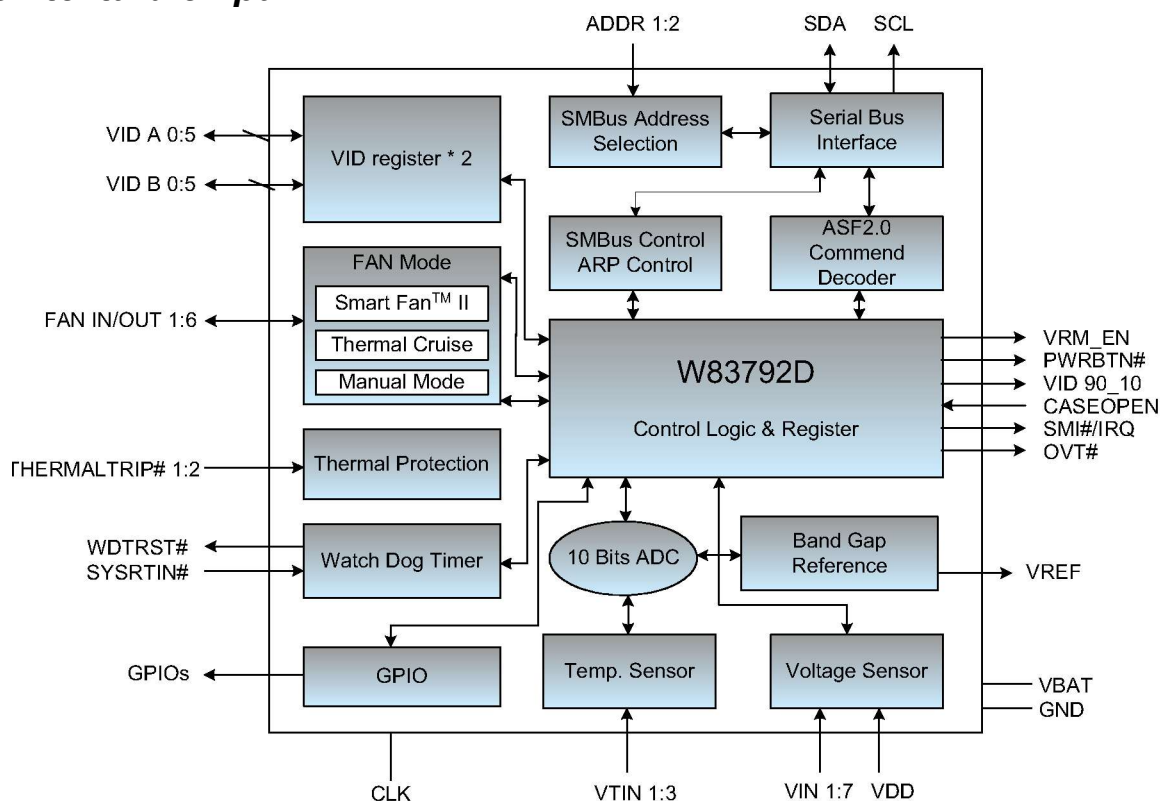 ADDR 1:2
SDA
SCL
VID A 0:5
VID B 0:5
VID register * 2
SMBus Address
Selection
Serial Bus
Interface
FAN Mode
Smart Fan™ II
Thermal Cruise
Manual Mode
FAN IN/OUT 1:6
SMBus Control
ARP Control
ASF2.0
Commend
Decoder
W83792D
Control Logic & Register
VRM_EN
PWRBTN#
VID 90_10
CASEOPEN
SMI#/IRQ
OVT#
THERMALTRIP# 1:2
Thermal Protection
WDTRST#
SYSRTIN#
Watch Dog Timer
10 Bits ADC
Band Gap
Reference
VREF
GPIOs
GPIO
Temp. Sensor
Voltage Sensor
VBAT
GND
CLK
VTIN 1:3
VIN 1:7
VDD